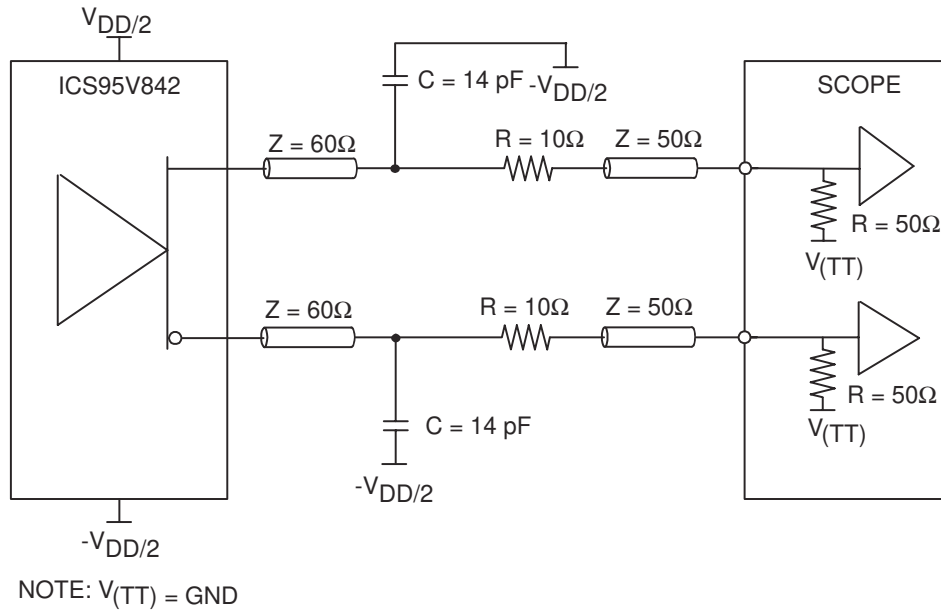 VDD/2
ICS95V842
C = 14 pF
-VDD/2
SCOPE
Z = 60Ω
R = 10Ω
Z = 50Ω
R = 50Ω
V(TT)
Z = 60Ω
R = 10Ω
Z = 50Ω
R = 50Ω
V(TT)
C = 14 pF
-VDD/2
-VDD/2
NOTE: V(TT) = GND